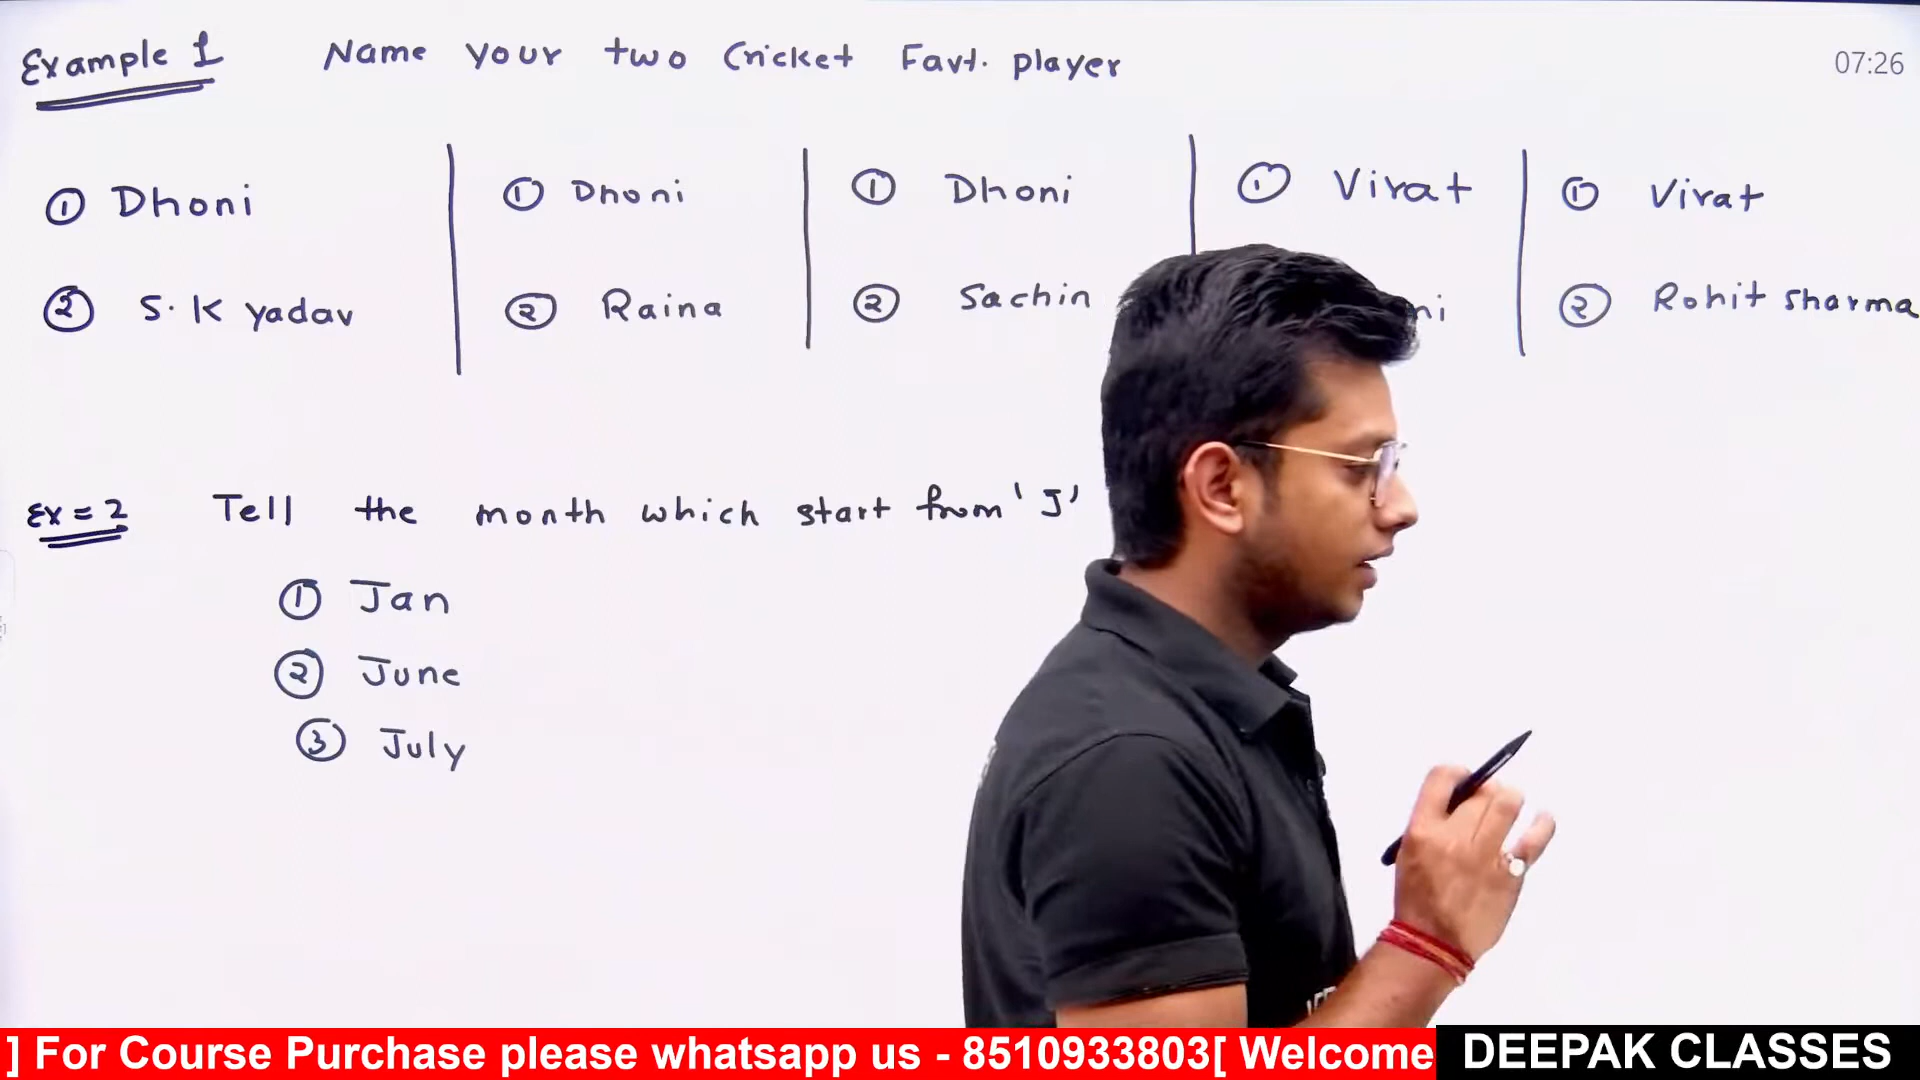 Example 1 Name your two Cricket Favt. player
07:26
① Dhoni ① Dhoni ① Dhoni ① Virat ① Virat
② S. K yadav ② Raina ② Sachin ② Rohit Sharma
Ex = 2 Tell the month which start from 'J'
① Jan
② June
③ July
] For Course Purchase please whatsapp us - 8510933803[ Welcome
DEEPAK CLASSES